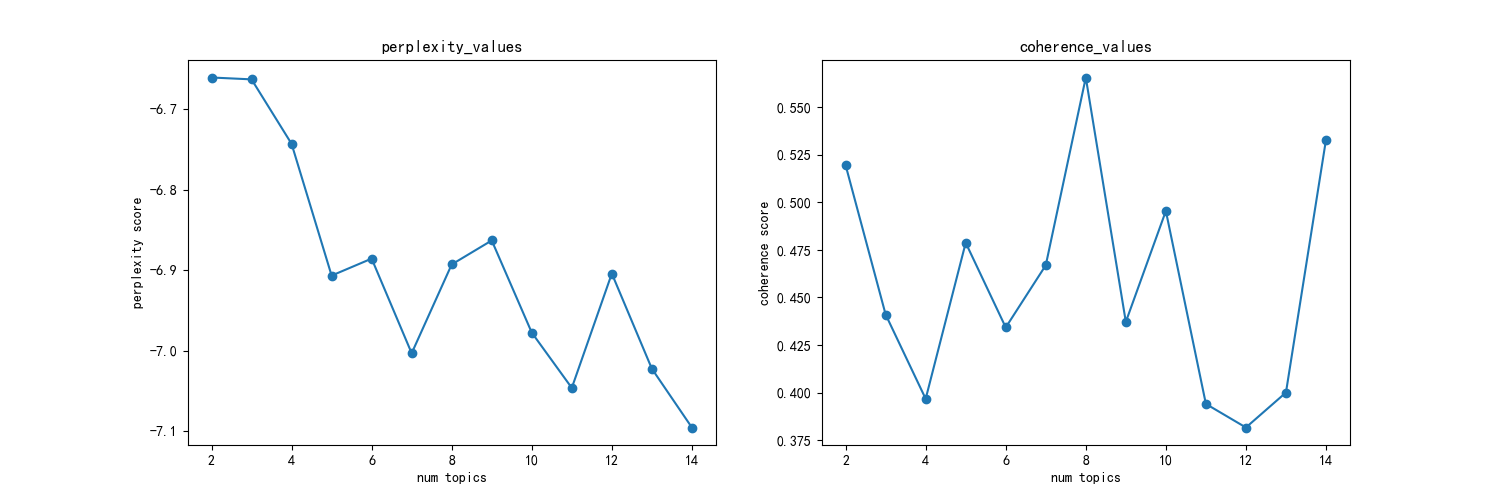 perplexity_values
perplexity score
-6.7
-6.8
-6.9
-7.0
-7.1
2 4 6 8 10 12 14
num topics
coherence_values
coherence score
0.550
0.525
0.500
0.475
0.450
0.425
0.400
0.375
2 4 6 8 10 12 14
num topics